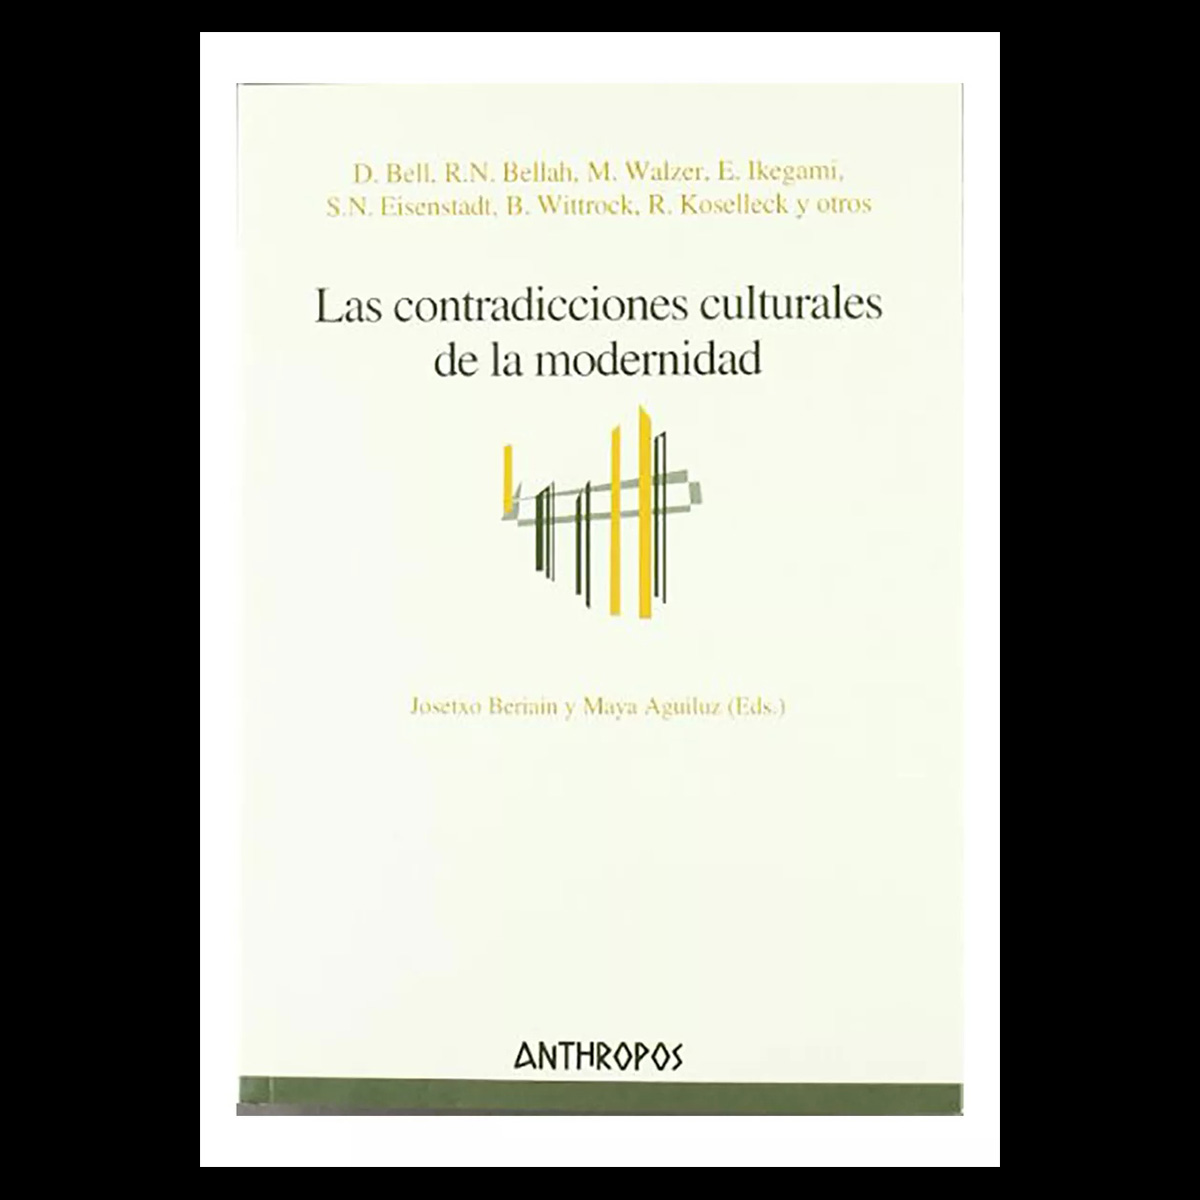 D. Bell, R.N. Bellah, M. Walzer, E. Ikegami,
S.N. Eisenstadt, B. Wittrock, R. Koselleck y otros
Las contradicciones culturales
de la modernidad
Josetxo Beriain y Maya Aguiluz (Eds.)
ANTHROPOS